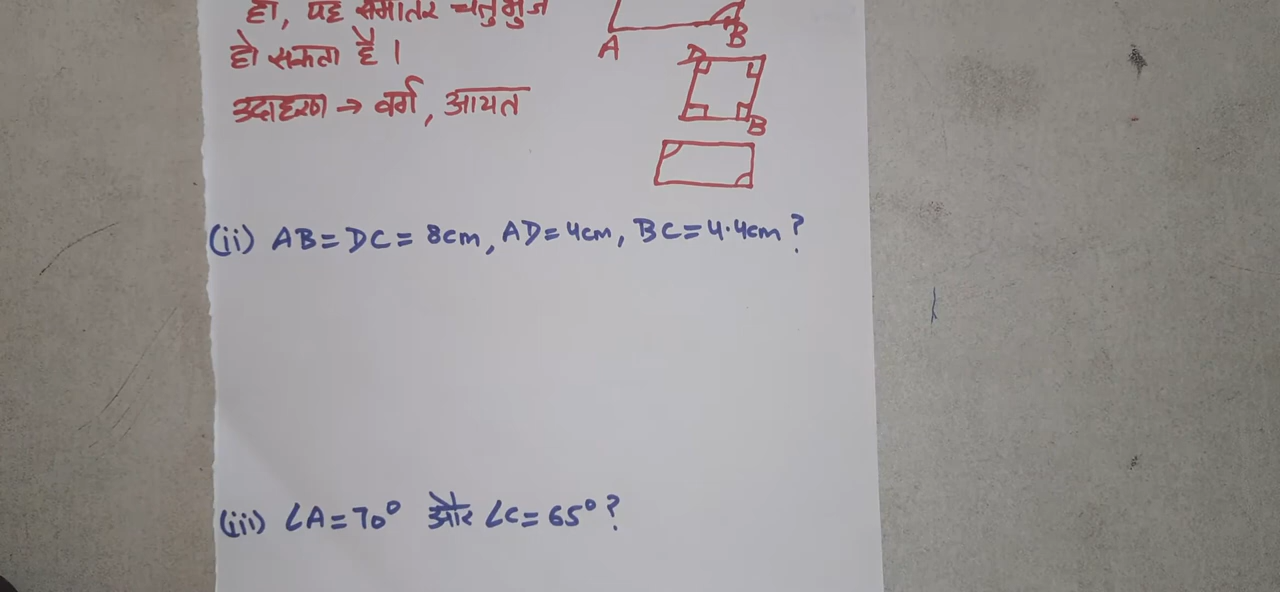 हाँ, यह समांतर चतुर्भुज
हो सकता है।
उदाहरण → वर्ग, आयत
A B
D
B
(ii) AB = DC = 8cm, AD = 4cm, BC = 4.4cm?
(iii) ∠A = 70° और ∠C = 65°?